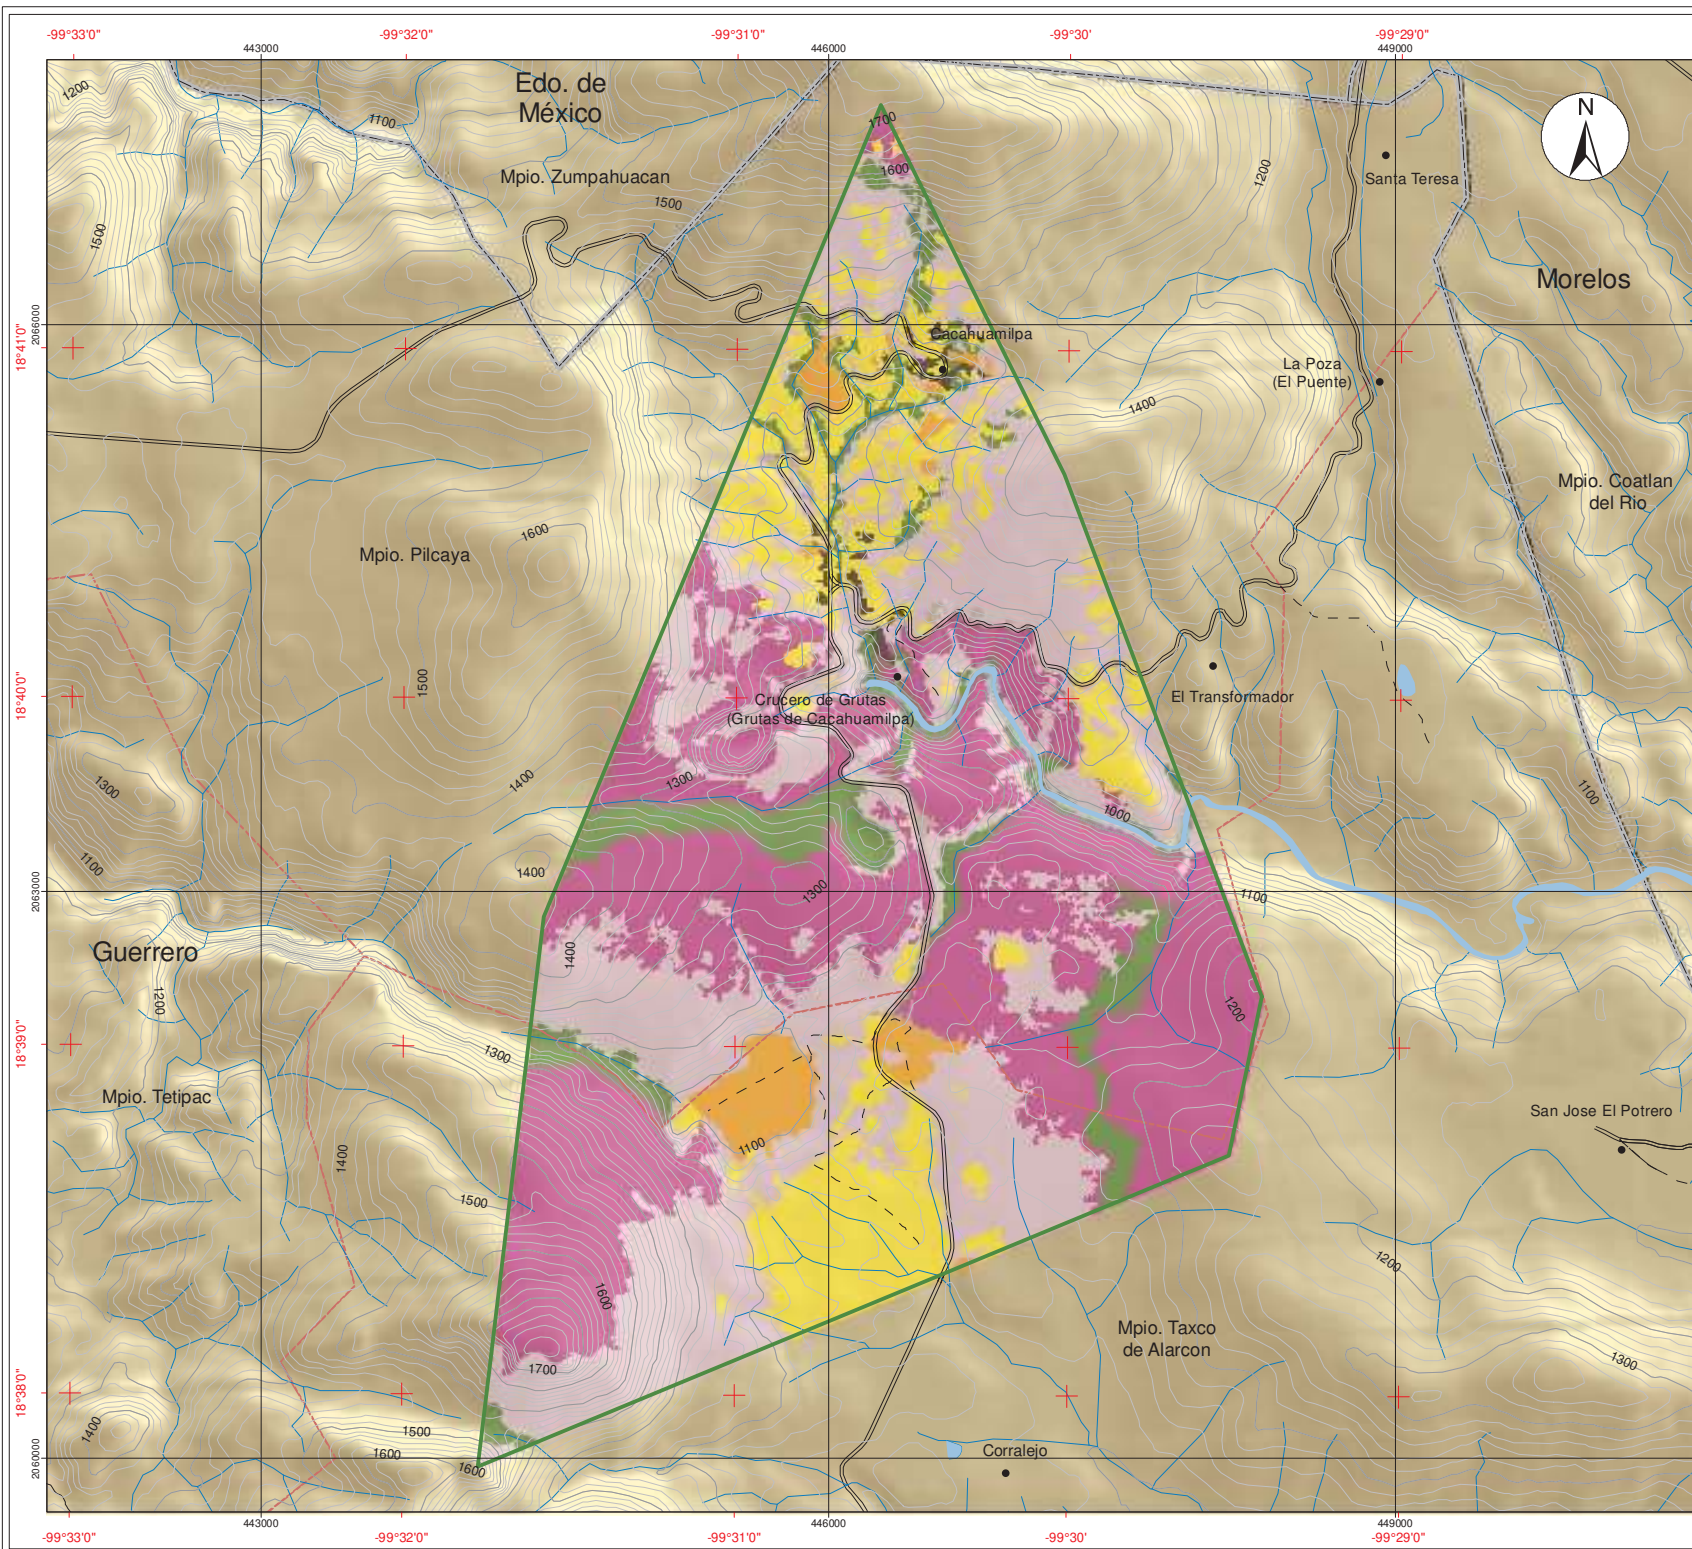 -99°33'0"
-99°32'0"
-99°31'0"
-99°30'
-99°29'0"
443000
446000
449000
Edo. de
México
N
1200
1100
1700
1600
1200
Santa Teresa
Mpio. Zumpahuacan
1500
1500
Morelos
2066000
18°41'0"
Cacahuamilpa
La Poza
(El Puente)
1400
Mpio. Coatlan
del Rio
1600
Mpio. Pilcaya
18°40'0"
1500
Crucero de Grutas
(Grutas de Cacahuamilpa)
El Transformador
1300
1400
1300
1000
1100
1100
1400
1300
2063000
1100
Guerrero
1400
1200
1200
18°39'0"
1300
Mpio. Tetipac
San Jose El Potrero
1100
1400
1500
1200
1600
Mpio. Taxco
de Alarcon
1300
1700
18°38'0"
1400
1500
1600
1600
Corralejo
2060000
443000
446000
449000
-99°33'0"
-99°32'0"
-99°31'0"
-99°30'
-99°29'0"